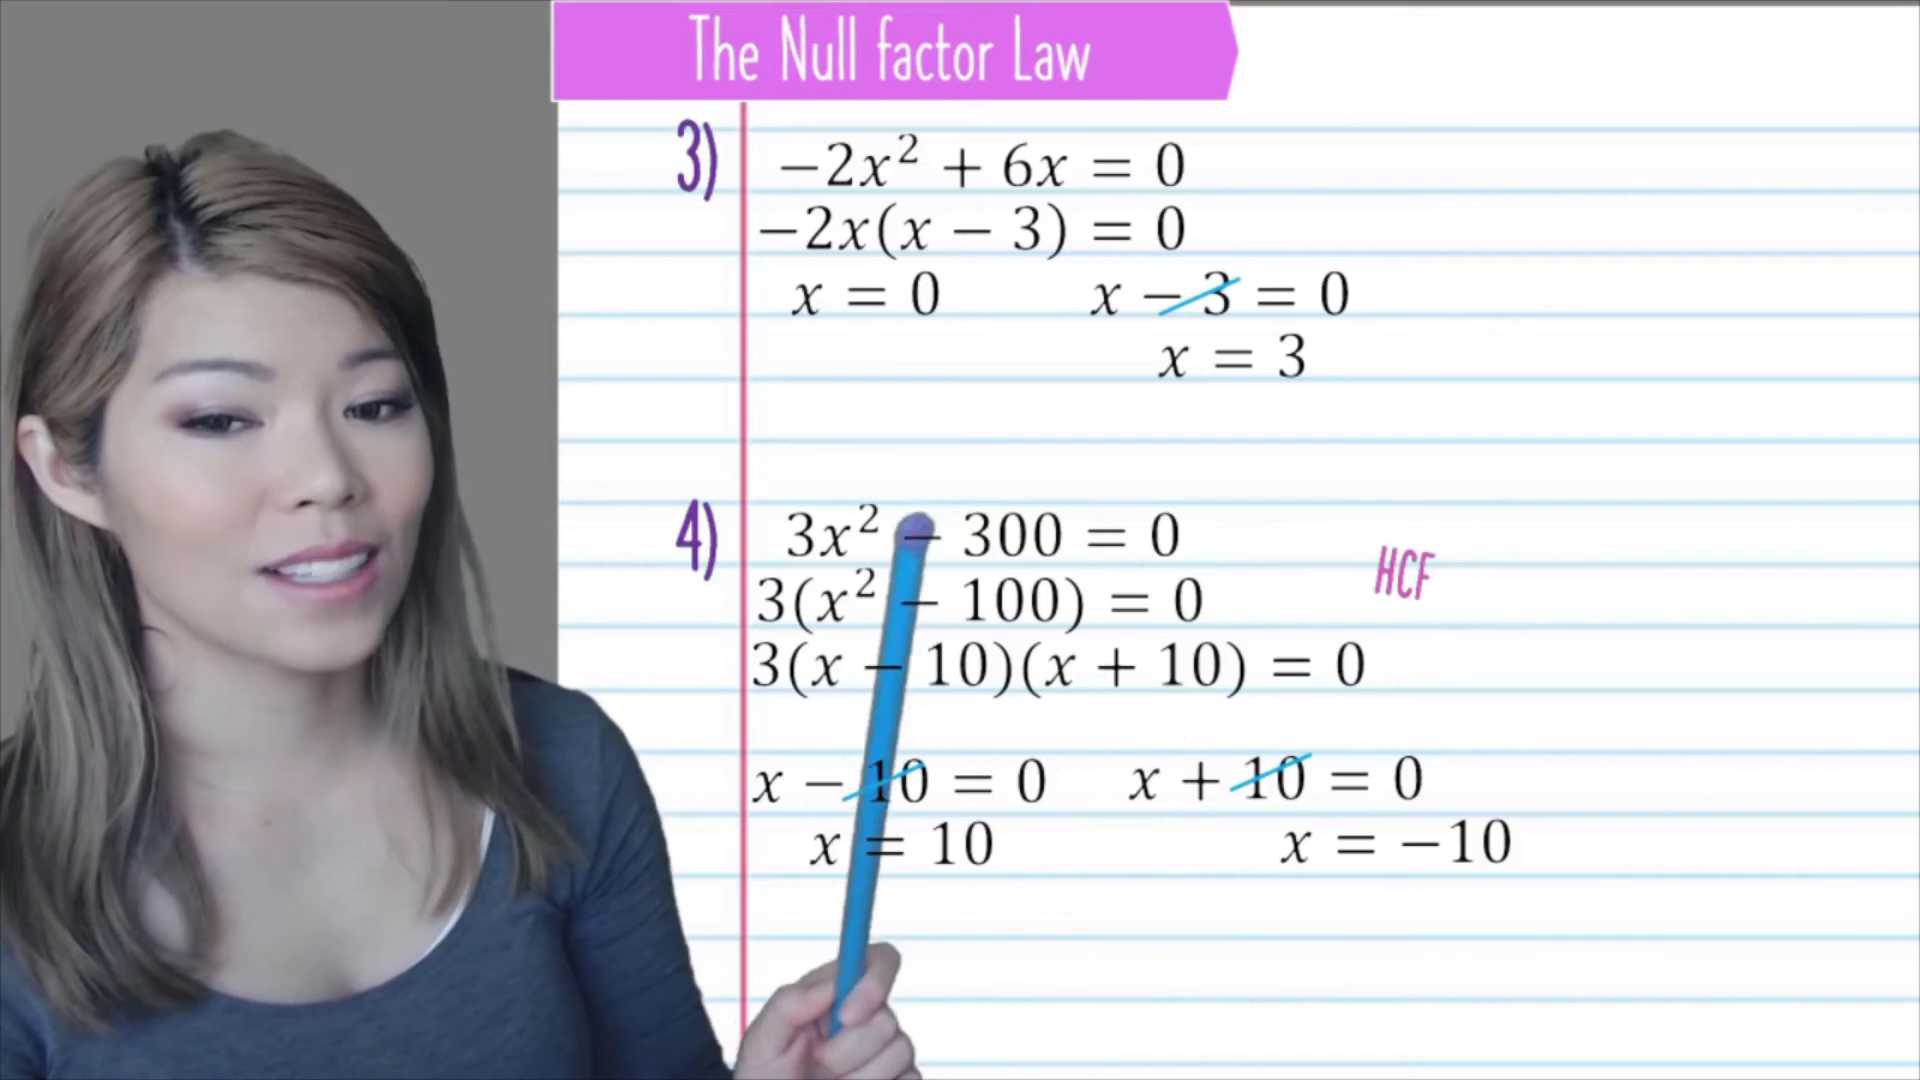 The Null factor Law
3) −2x² + 6x = 0
−2x(x − 3) = 0
x = 0 x − 3 = 0
x = 3
4) 3x² − 300 = 0
HCF
3(x² − 100) = 0
3(x − 10)(x + 10) = 0
x − 10 = 0 x + 10 = 0
x = 10 x = −10